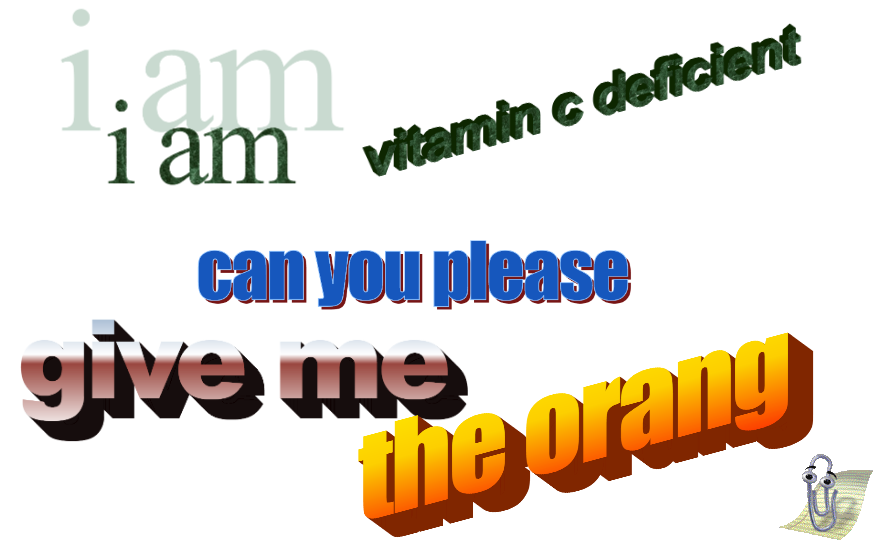 i am
i am
vitamin c deficient
can you please
give me
the orang